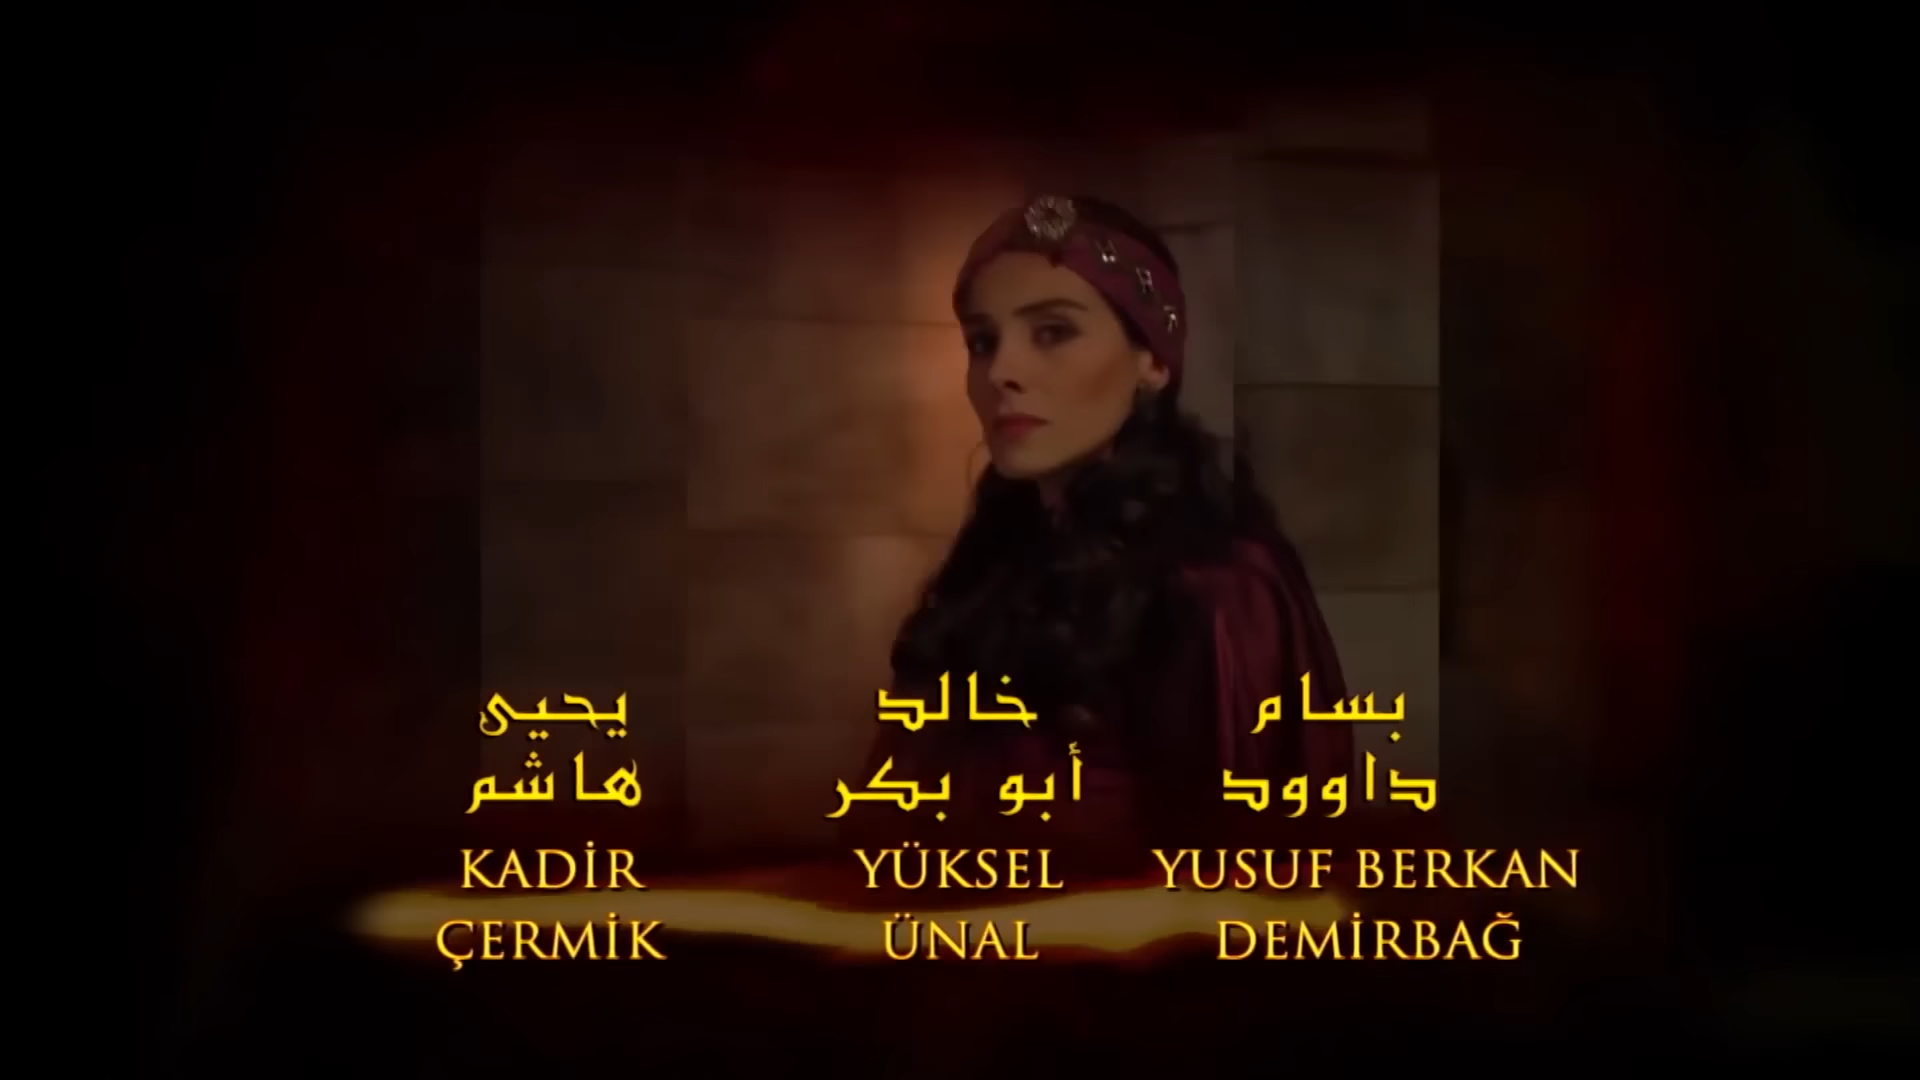 بسام خالد يحيى
داوود أبو بكر هاشم
KADİR YÜKSEL YUSUF BERKAN
ÇERMİK ÜNAL DEMİRBAĞ